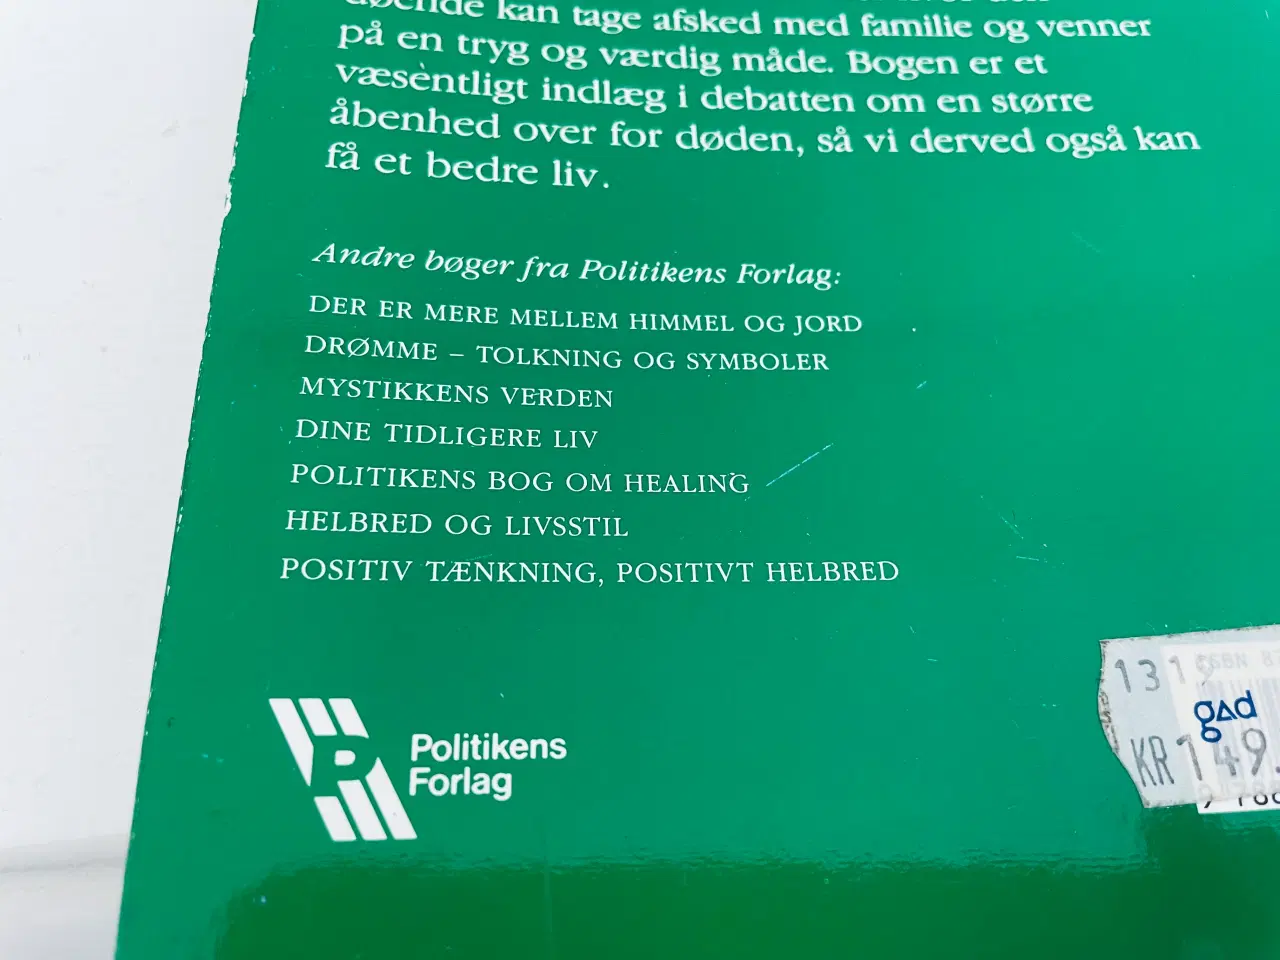 døende kan tage afsked med familie og venner
på en tryg og værdig måde. Bogen er et
væsentligt indlæg i debatten om en større
åbenhed over for døden, så vi derved også kan
få et bedre liv.
Andre bøger fra Politikens Forlag:
DER ER MERE MELLEM HIMMEL OG JORD
DRØMME – TOLKNING OG SYMBOLER
MYSTIKKENS VERDEN
DINE TIDLIGERE LIV
POLITIKENS BOG OM HEALING
HELBRED OG LIVSSTIL
POSITIV TÆNKNING, POSITIVT HELBRED
Politikens
Forlag
ISBN 87
gad
KR 149.